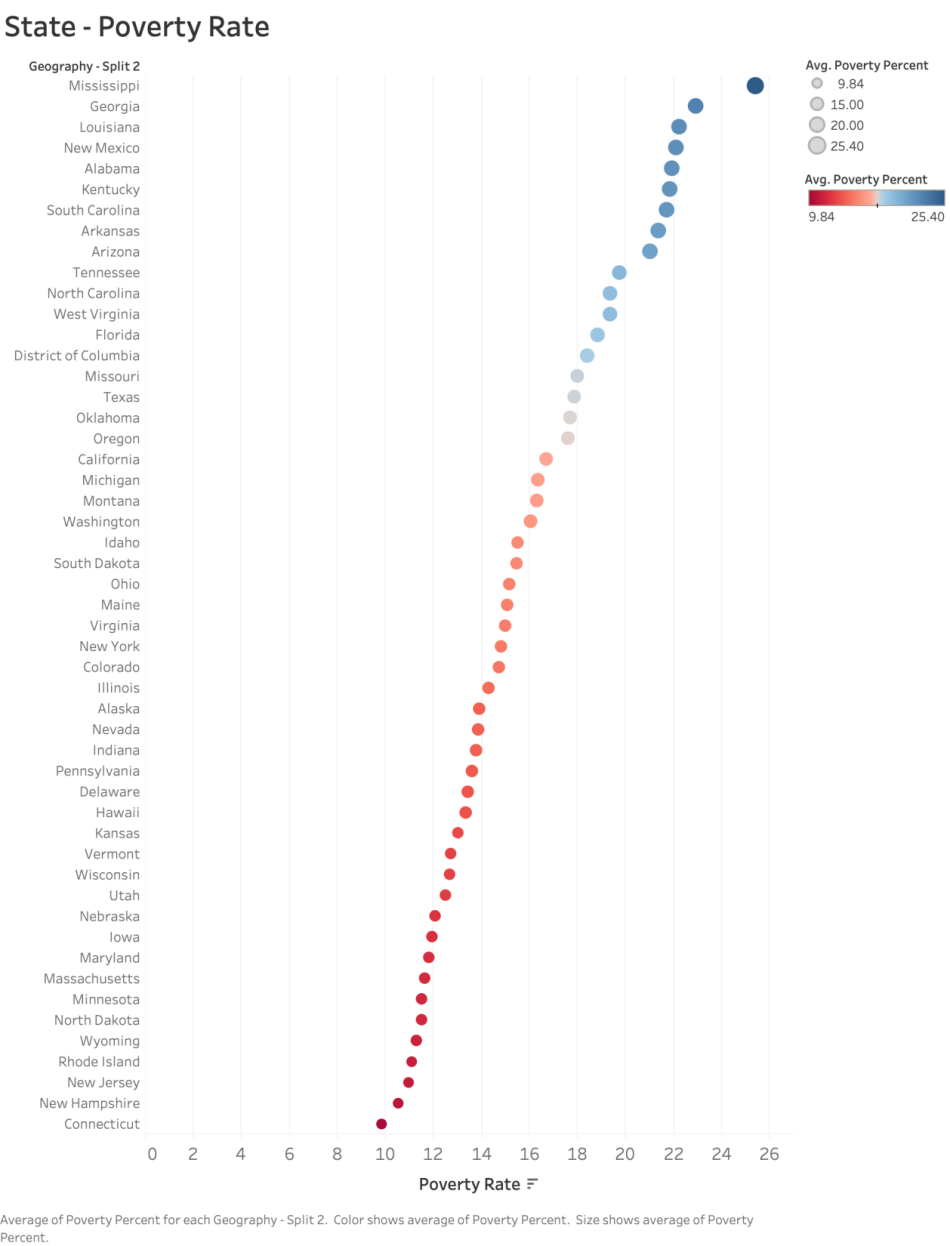 State - Poverty Rate
Geography - Split 2
Mississippi
Georgia
Louisiana
New Mexico
Alabama
Kentucky
South Carolina
Arkansas
Arizona
Tennessee
North Carolina
West Virginia
Florida
District of Columbia
Missouri
Texas
Oklahoma
Oregon
California
Michigan
Montana
Washington
Idaho
South Dakota
Ohio
Maine
Virginia
New York
Colorado
Illinois
Alaska
Nevada
Indiana
Pennsylvania
Delaware
Hawaii
Kansas
Vermont
Wisconsin
Utah
Nebraska
Iowa
Maryland
Massachusetts
Minnesota
North Dakota
Wyoming
Rhode Island
New Jersey
New Hampshire
Connecticut
0 2 4 6 8 10 12 14 16 18 20 22 24 26
Poverty Rate
Avg. Poverty Percent
9.84
15.00
20.00
25.40
Avg. Poverty Percent
9.84 25.40
Average of Poverty Percent for each Geography - Split 2. Color shows average of Poverty Percent. Size shows average of Poverty
Percent.